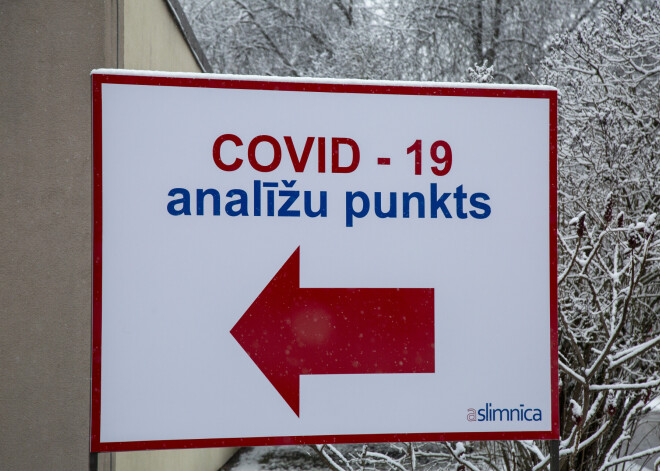 COVID - 19
analīžu punkts
aslimnīca